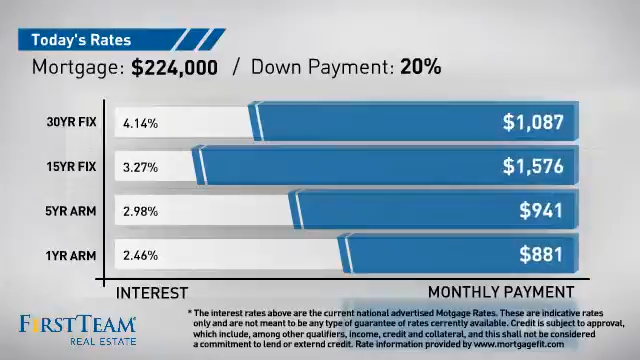 Today's Rates
Mortgage: $224,000 / Down Payment: 20%
30YR FIX 4.14% $1,087
15YR FIX 3.27% $1,576
5YR ARM 2.98% $941
1YR ARM 2.46% $881
INTEREST MONTHLY PAYMENT
FIRSTTEAM®
REAL ESTATE
* The interest rates above are the current national advertised Motgage Rates. These are indicative rates
only and are not meant to be any type of guarantee of rates cerrently available. Credit is subject to approval,
which include, among other qualifiers, income, credit and collateral, and this shall not be considered
a commitment to lend or externd credit. Rate information provided by www.mortgagefit.com